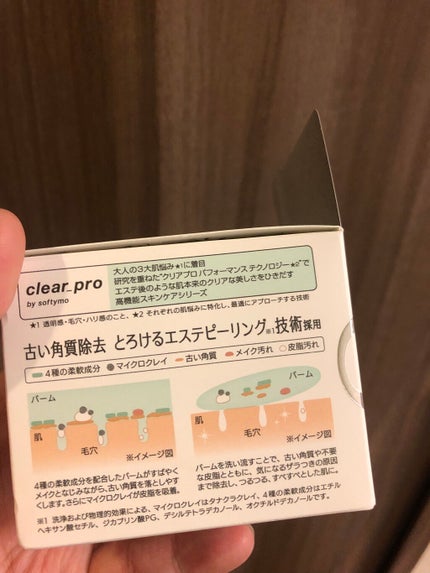 clear pro
by softymo
大人の3大肌悩み★1に着目
研究を重ねた"クリアプロ パフォーマンステクノロジー★2"で
エステ後のような肌本来のクリアな美しさをひきだす
高機能スキンケアシリーズ
★1 透明感・毛穴・ハリ感のこと、★2 それぞれの肌悩みに特化し、最適にアプローチする技術
古い角質除去 とろけるエステピーリング※1技術採用
4種の柔軟成分 マイクロクレイ 古い角質 メイク汚れ 皮脂汚れ
バーム
肌
毛穴
※イメージ図
バーム
肌
毛穴
※イメージ図
4種の柔軟成分を配合したバームがすばやく
メイクとなじみながら、古い角質を落としやす
くします。さらにマイクロクレイが皮脂を吸着。
バームを洗い流すことで、古い角質や不要
な皮脂とともに、気になるザラつきの原因
まで除去し、つるつる、すべすべとした肌に。
※1 洗浄および物理的効果による、マイクロクレイはタナクラクレイ、4種の柔軟成分はエチル
ヘキサン酸セチル、ジカプリン酸PG、デシルテトラデカノール、オクチルドデカノールです。